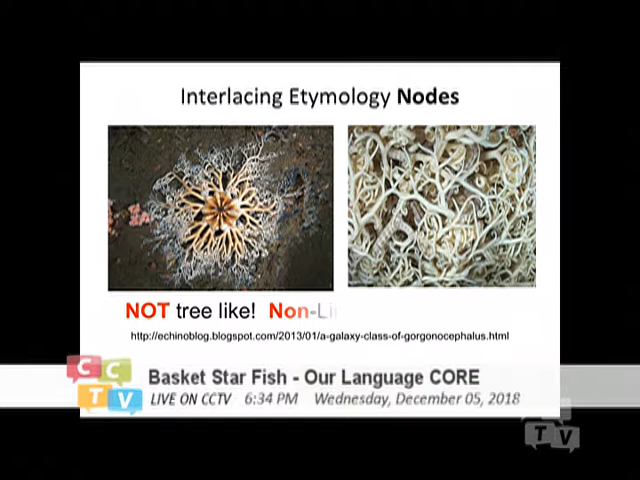 Interlacing Etymology Nodes
NOT tree like! Non-Li
http://echinoblog.blogspot.com/2013/01/a-galaxy-class-of-gorgonocephalus.html
CC
TV
Basket Star Fish - Our Language CORE
LIVE ON CCTV 6:34 PM Wednesday, December 05, 2018
TV